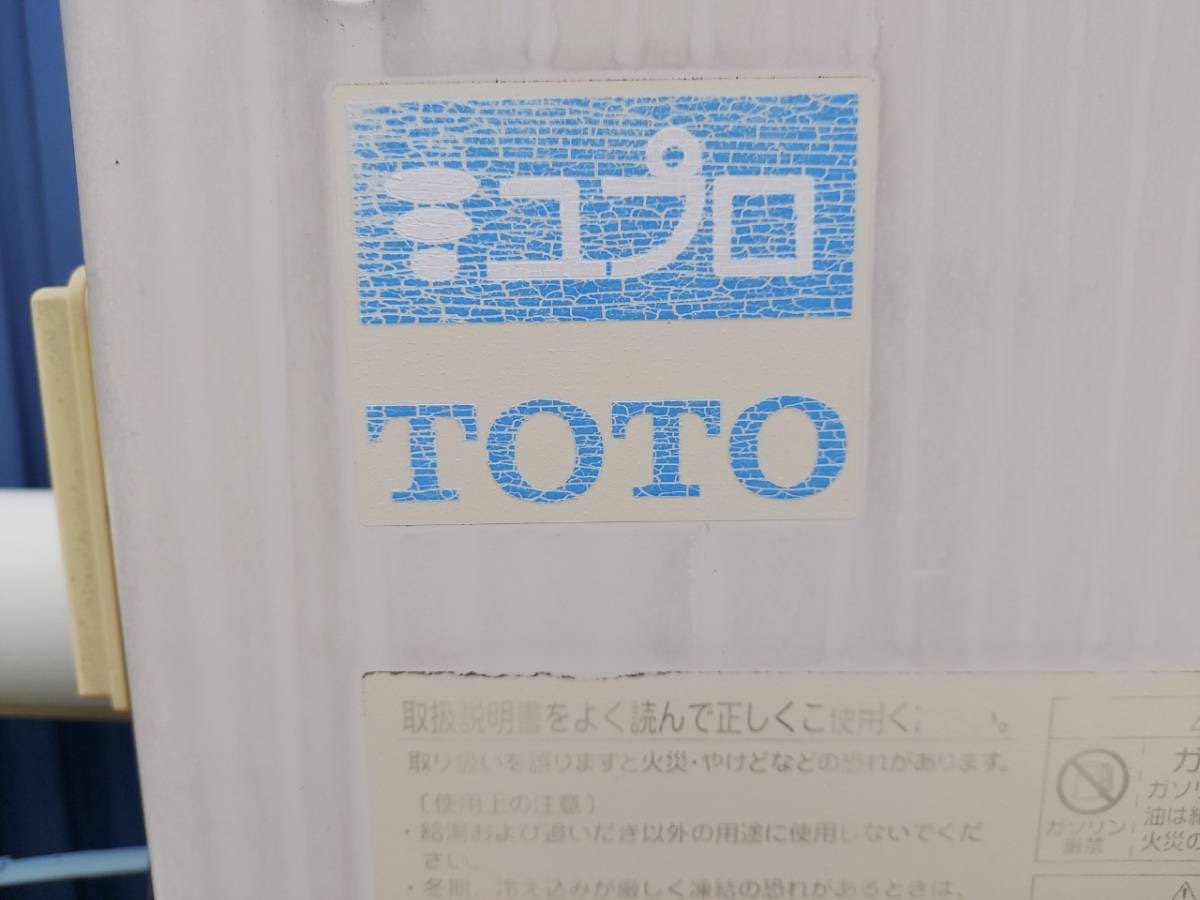 ユプロ
TOTO
取扱説明書をよく読んで正しくご使用くだ
取り扱いを誤りますと火災・やけどなどの恐れがあります。
〔使用上の注意〕
・給湯および追いだき以外の用途に使用しないでくだ
さい。
・冬期、冷え込みが厳しく凍結の恐れがあるときは、
ガ
ガソリン
厳禁
ガソリ
油は
火災の